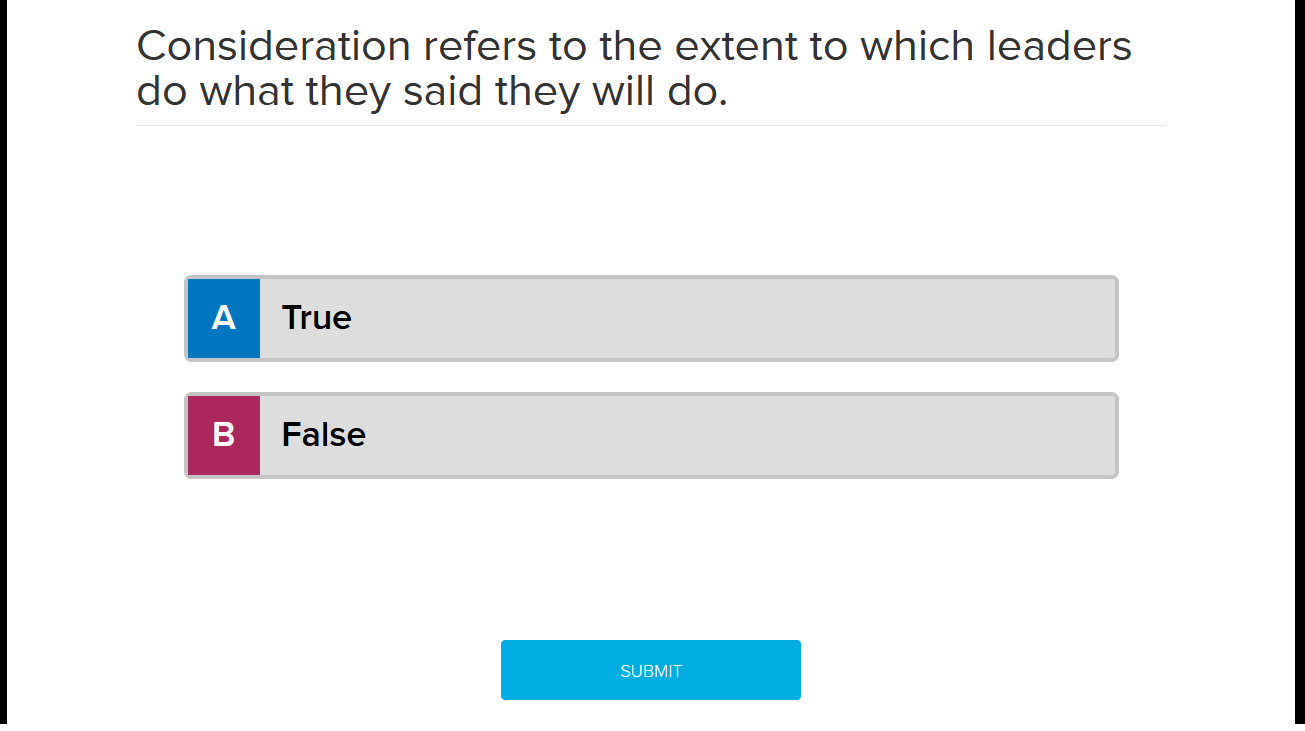 Consideration refers to the extent to which leaders
do what they said they will do.
A True
B False
SUBMIT